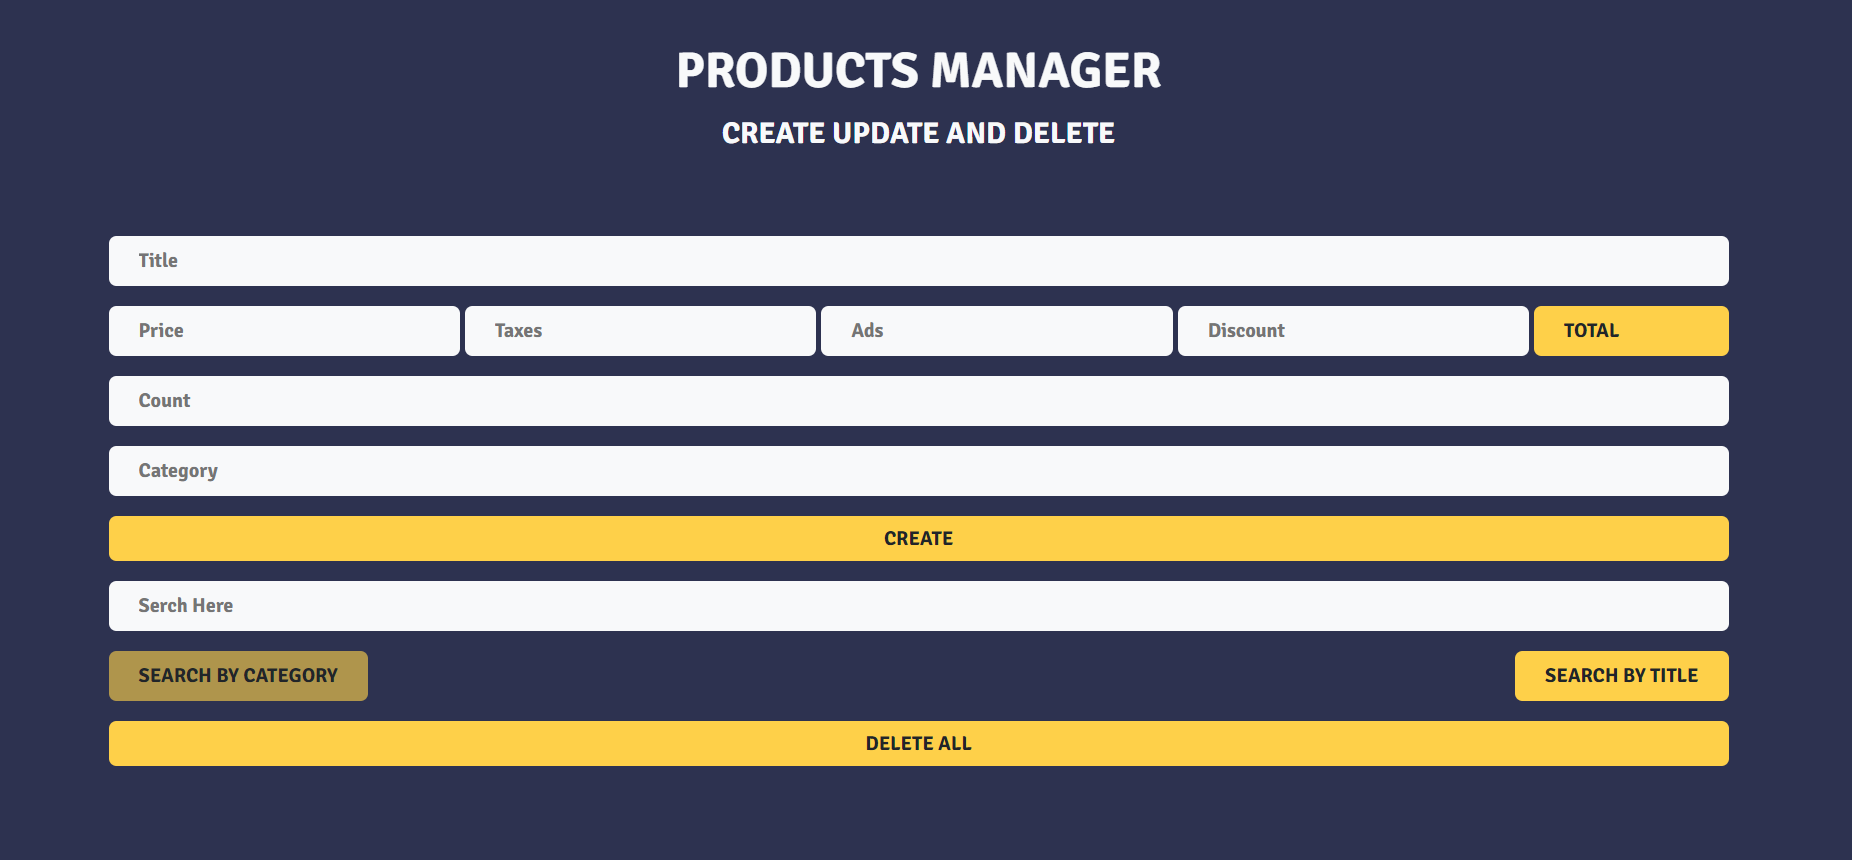 PRODUCTS MANAGER
CREATE UPDATE AND DELETE
Title
Price Taxes Ads Discount TOTAL
Count
Category
CREATE
Serch Here
SEARCH BY CATEGORY SEARCH BY TITLE
DELETE ALL